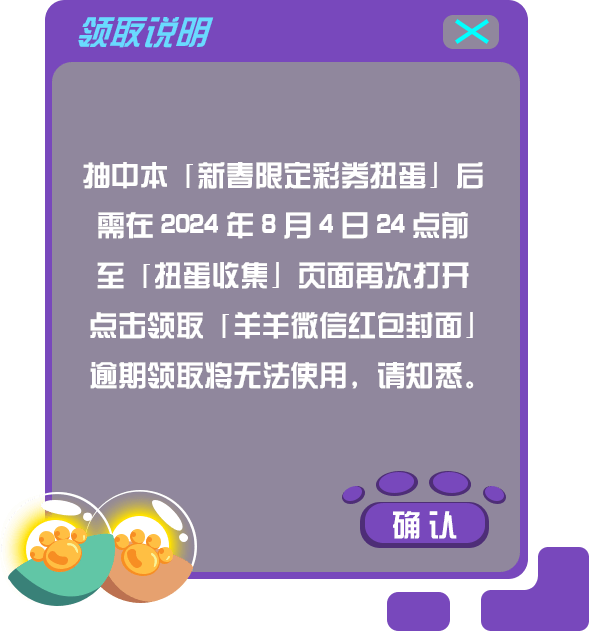 领取说明
抽中本「新春限定彩券扭蛋」后
需在 2024 年 8 月 4 日 24 点前
至「扭蛋收集」页面再次打开
点击领取「羊羊微信红包封面」
逾期领取将无法使用，请知悉。
确认